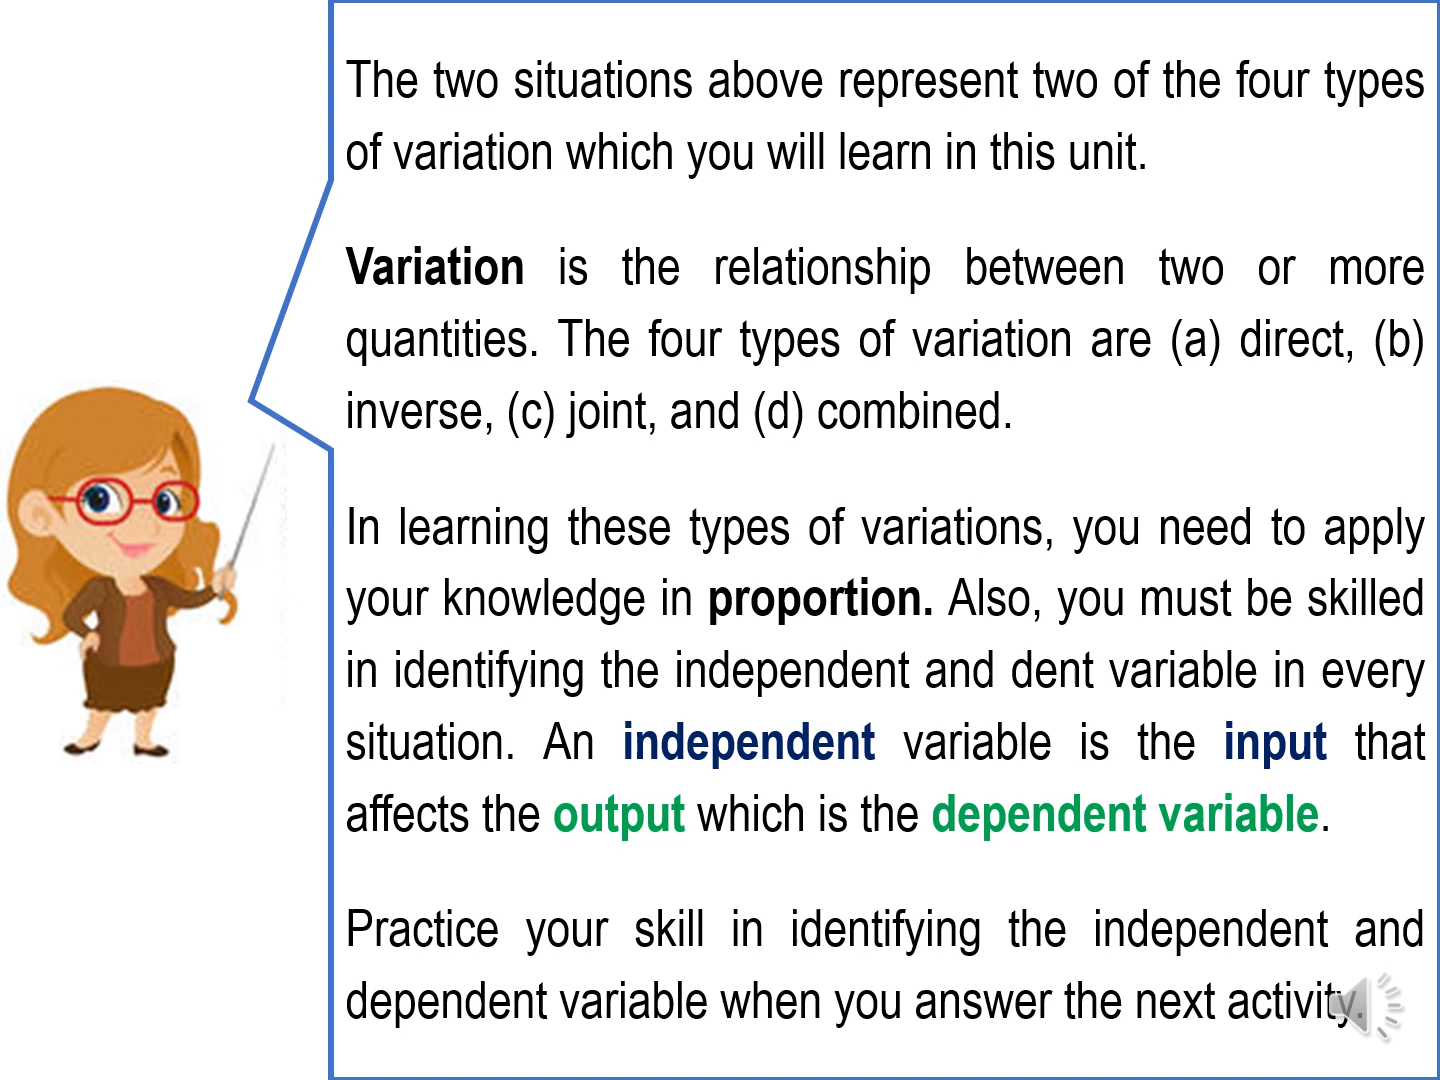 The two situations above represent two of the four types
of variation which you will learn in this unit.
Variation is the relationship between two or more
quantities. The four types of variation are (a) direct, (b)
inverse, (c) joint, and (d) combined.
In learning these types of variations, you need to apply
your knowledge in proportion. Also, you must be skilled
in identifying the independent and dent variable in every
situation. An independent variable is the input that
affects the output which is the dependent variable.
Practice your skill in identifying the independent and
dependent variable when you answer the next activity.